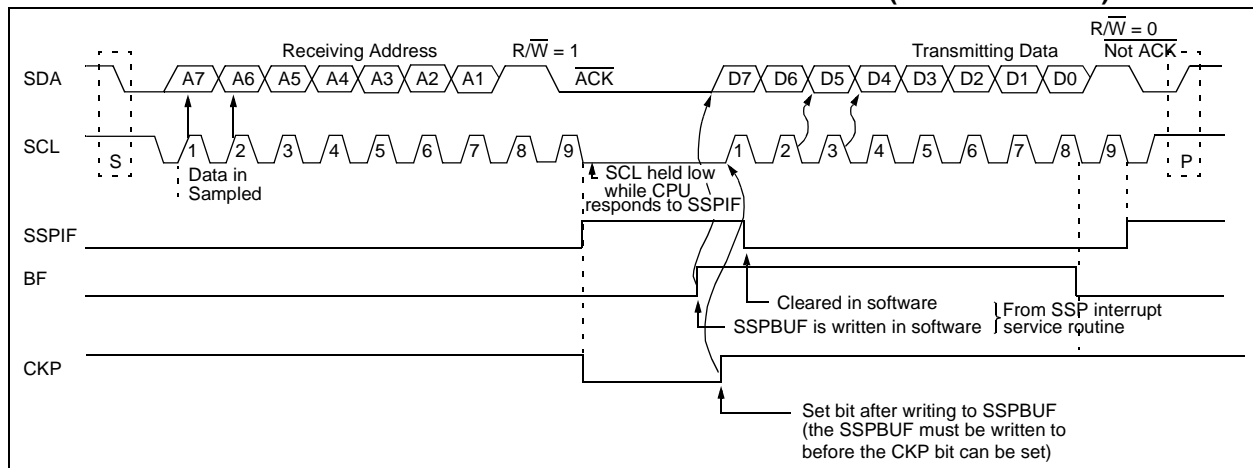 R/W = 0
Receiving Address R/W = 1 Transmitting Data Not ACK
SDA A7 A6 A5 A4 A3 A2 A1 ACK D7 D6 D5 D4 D3 D2 D1 D0
SCL 1 2 3 4 5 6 7 8 9 1 2 3 4 5 6 7 8 9
S P
Data in
Sampled
SCL held low
while CPU
responds to SSPIF
SSPIF
BF
Cleared in software
SSPBUF is written in software
From SSP interrupt
service routine
CKP
Set bit after writing to SSPBUF
(the SSPBUF must be written to
before the CKP bit can be set)